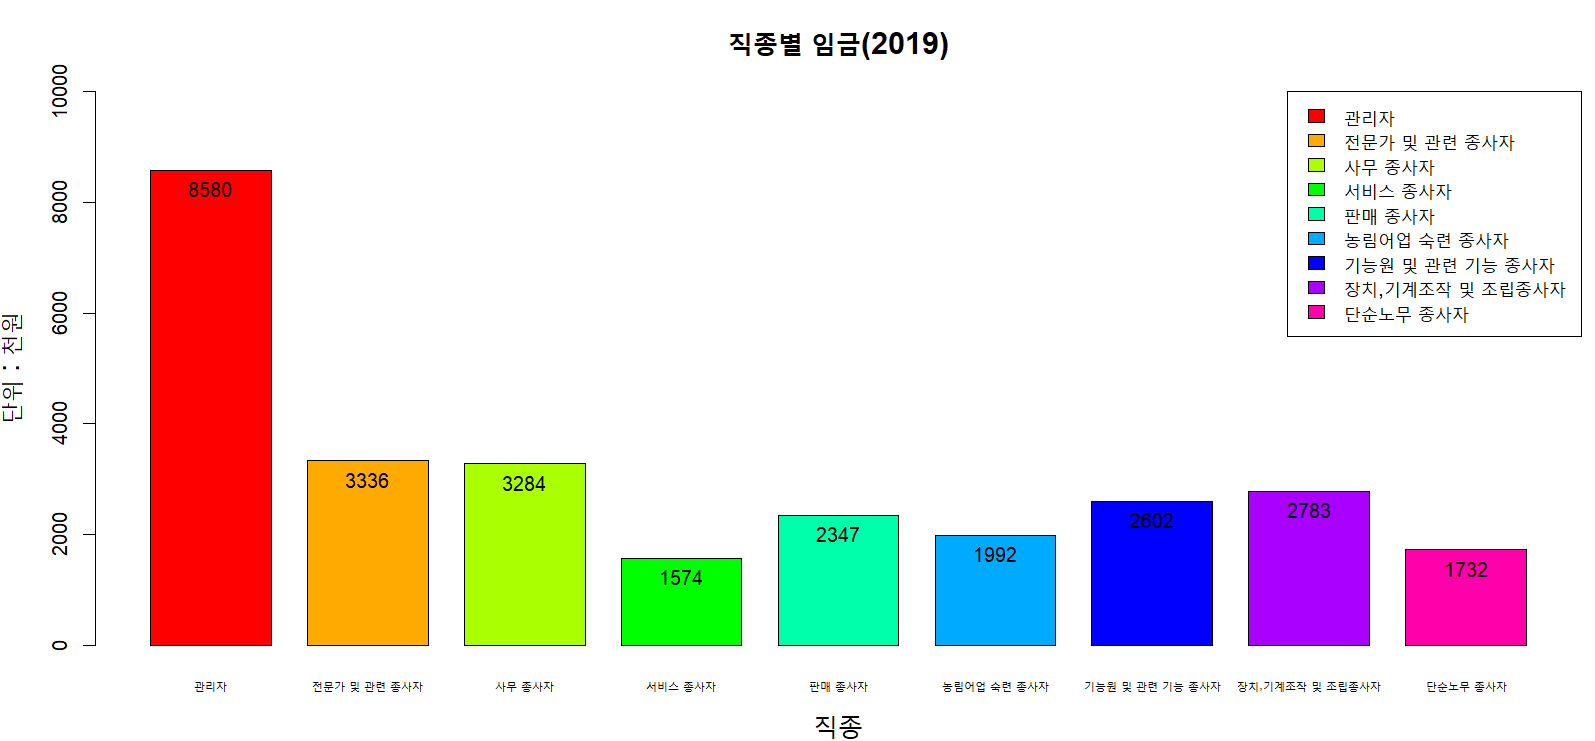 직종별 임금(2019)
단위 : 천원
10000
8000
6000
4000
2000
0
관리자
전문가 및 관련 종사자
사무 종사자
서비스 종사자
판매 종사자
농림어업 숙련 종사자
기능원 및 관련 기능 종사자
장치,기계조작 및 조립종사자
단순노무 종사자
8580
3336
3284
1574
2347
1992
2602
2783
1732
관리자
전문가 및 관련 종사자
사무 종사자
서비스 종사자
판매 종사자
농림어업 숙련 종사자
기능원 및 관련 기능 종사자
장치,기계조작 및 조립종사자
단순노무 종사자
직종